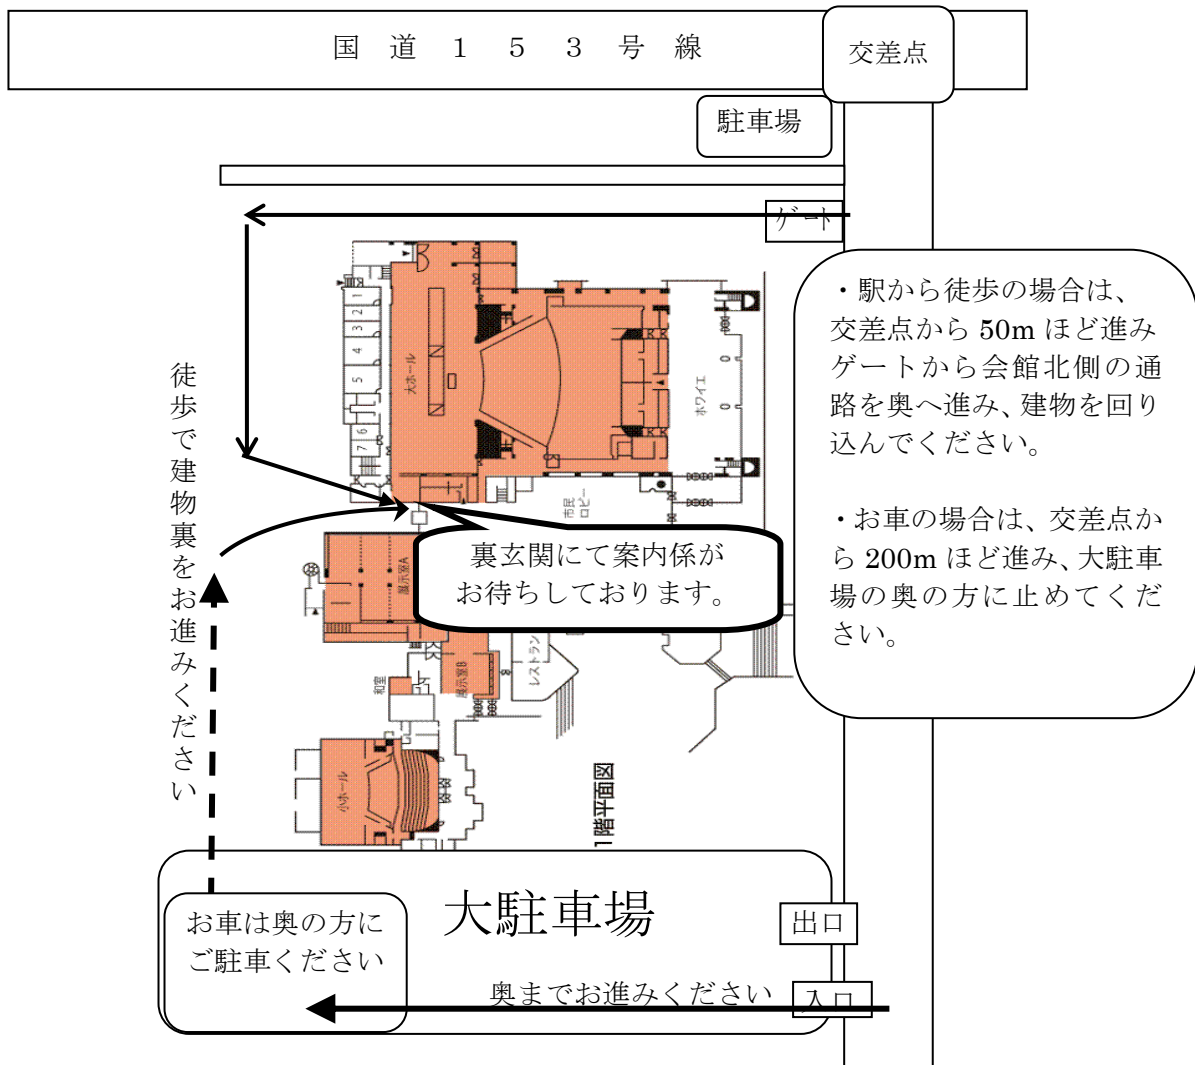 国道１５３号線
交差点
駐車場
ゲート
・駅から徒歩の場合は、
交差点から 50m ほど進み
ゲートから会館北側の通
路を奥へ進み、建物を回り
込んでください。
・お車の場合は、交差点か
ら 200m ほど進み、大駐車
場の奥の方に止めてくだ
さい。
徒歩で建物裏をお進みください
1
2
3
4
5
6
7
大ホール
ホワイエ
市民
ロビー
裏玄関にて案内係が
お待ちしております。
展示室A
展示室B
レストラン
和室
小ホール
1階平面図
大駐車場
お車は奥の方に
ご駐車ください
出口
奥までお進みください
入口